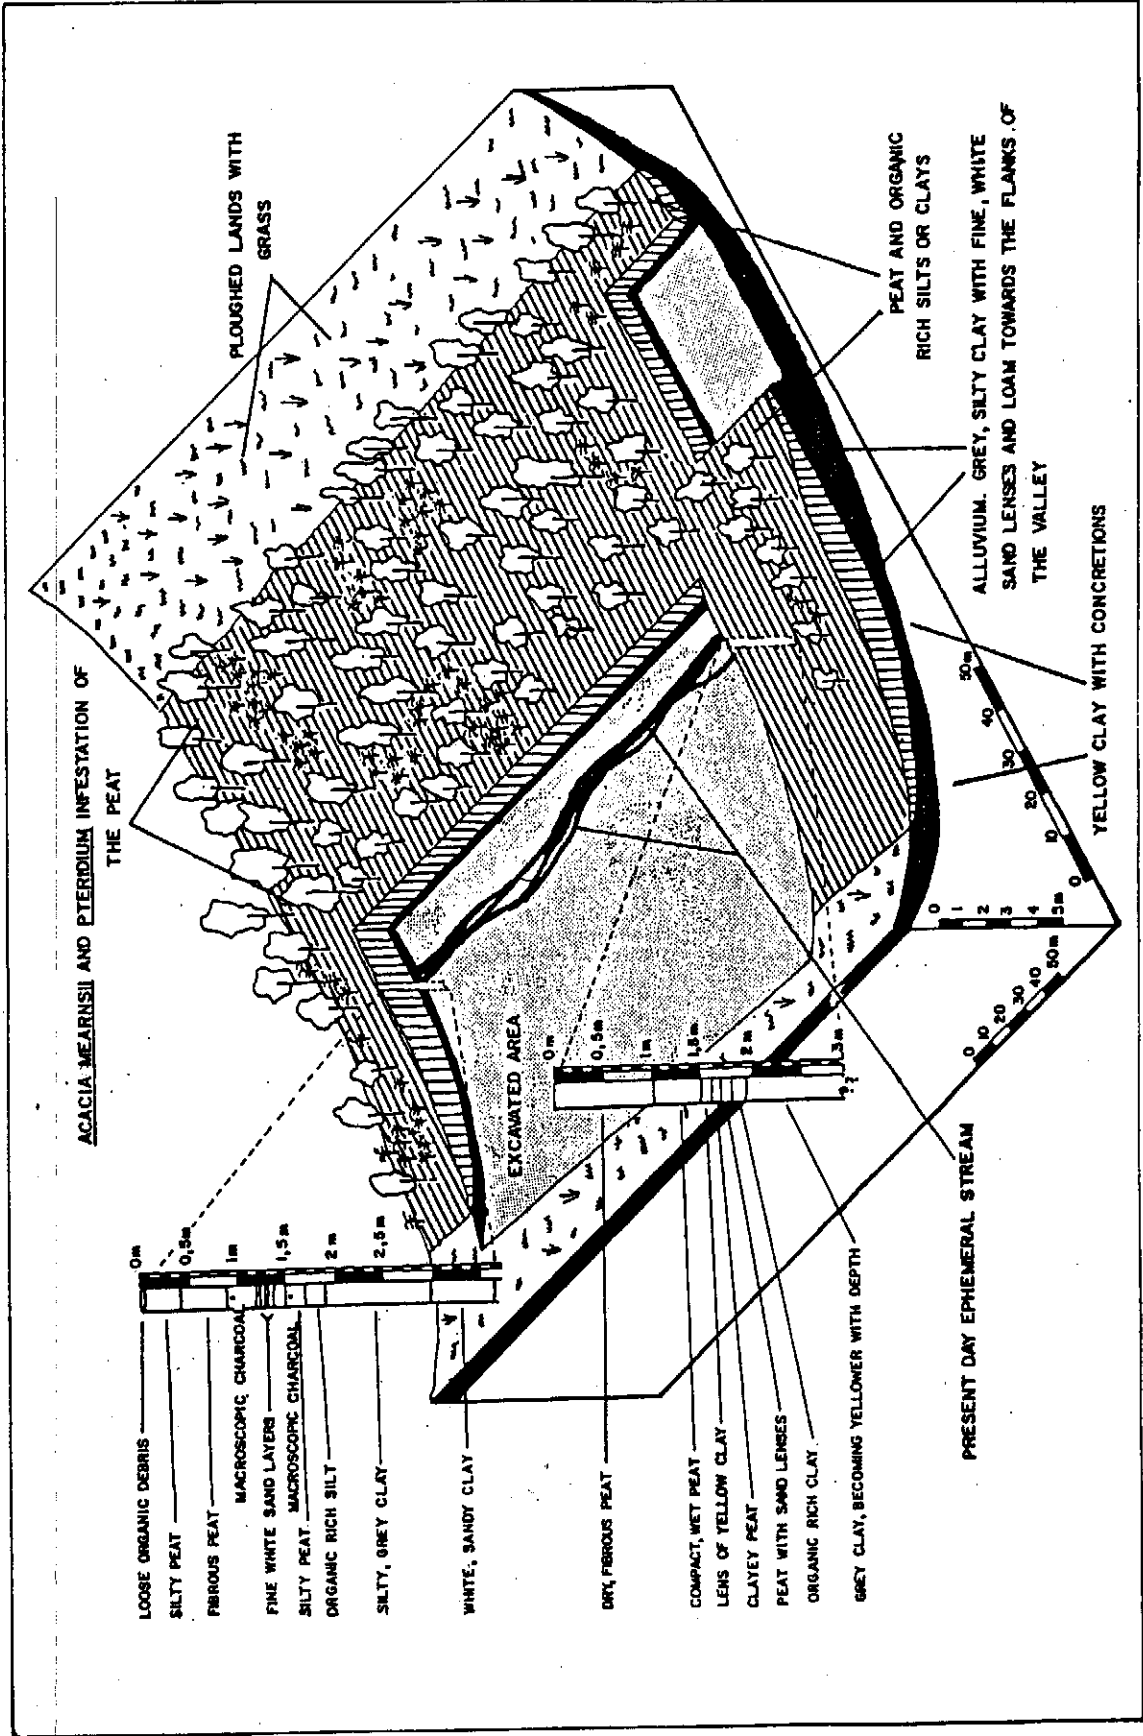 ACACIA MEARNSII AND PTERIDIUM INFESTATION OF
THE PEAT
PLOUGHED LANDS WITH
GRASS
0m
0,5m
1m
1,5m
2m
2,5m
LOOSE ORGANIC DEBRIS
SILTY PEAT
FIBROUS PEAT
MACROSCOPIC CHARCOAL
FINE WHITE SAND LAYERS
MACROSCOPIC CHARCOAL
SILTY PEAT
ORGANIC RICH SILT
SILTY, GREY CLAY
WHITE, SANDY CLAY
EXCAVATED AREA
0m
0,5m
1m
1,5m
2m
3m
?
DRY, FIBROUS PEAT
COMPACT, WET PEAT
LENS OF YELLOW CLAY
CLAYEY PEAT
PEAT WITH SAND LENSES
ORGANIC RICH CLAY
GREY CLAY, BECOMING YELLOWER WITH DEPTH
PRESENT DAY EPHEMERAL STREAM
PEAT AND ORGANIC
RICH SILTS OR CLAYS
ALLUVIUM. GREY, SILTY CLAY WITH FINE, WHITE
SAND LENSES AND LOAM TOWARDS THE FLANKS OF
THE VALLEY
YELLOW CLAY WITH CONCRETIONS
0 10 20 30 40 50m
0 1 2 3 4 5m
0 10 20 30 40 50m